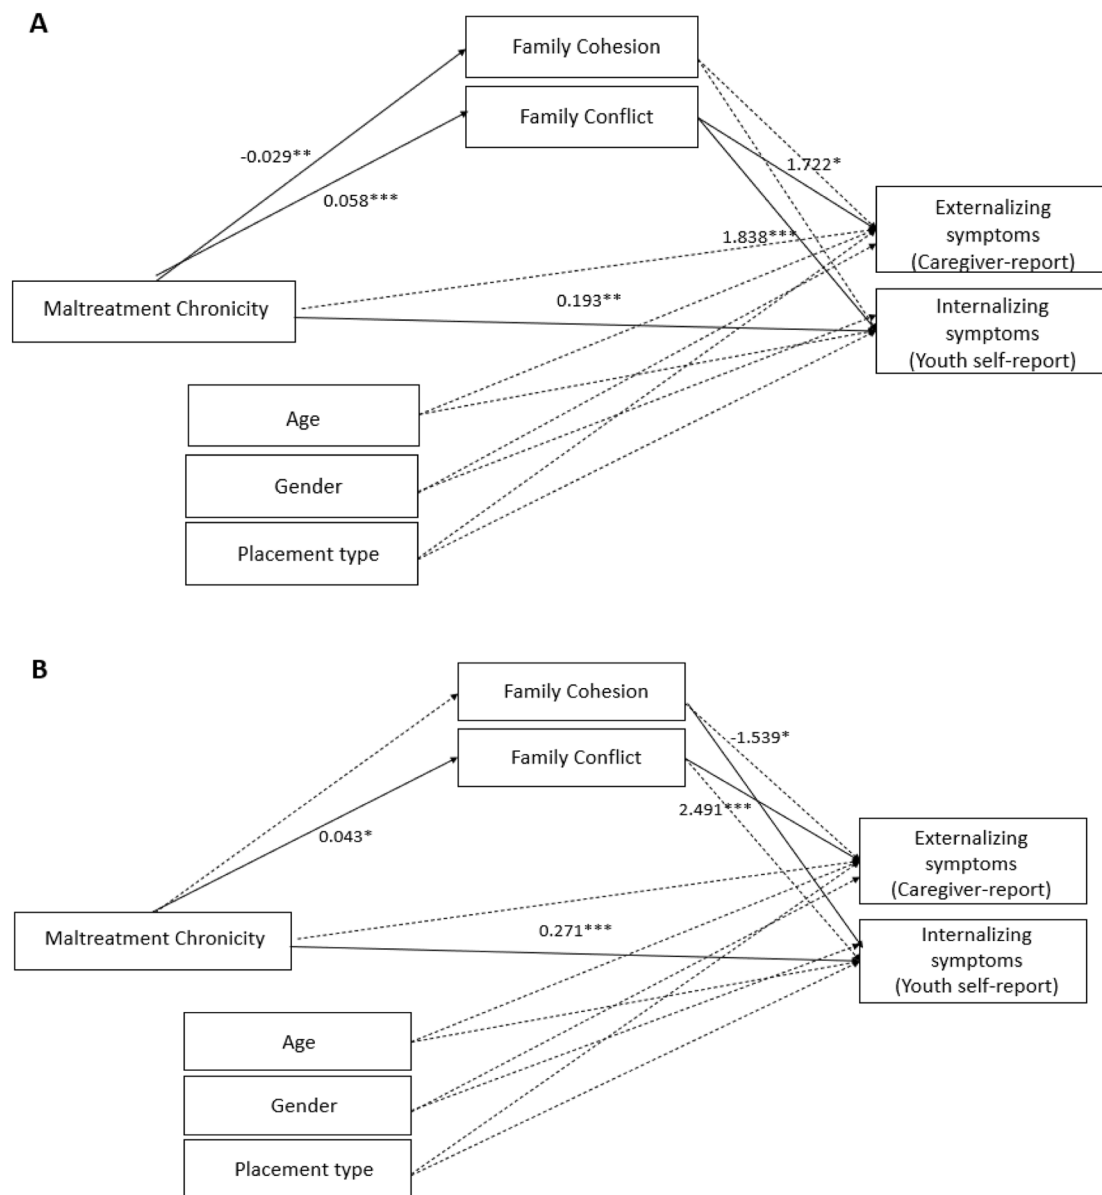 A
Family Cohesion
Family Conflict
-0.029**
1.722*
0.058***
Externalizing
symptoms
(Caregiver-report)
1.838***
Maltreatment Chronicity
0.193**
Internalizing
symptoms
(Youth self-report)
Age
Gender
Placement type
B
Family Cohesion
-1.539*
Family Conflict
2.491***
0.043*
Externalizing
symptoms
(Caregiver-report)
Maltreatment Chronicity
0.271***
Internalizing
symptoms
(Youth self-report)
Age
Gender
Placement type